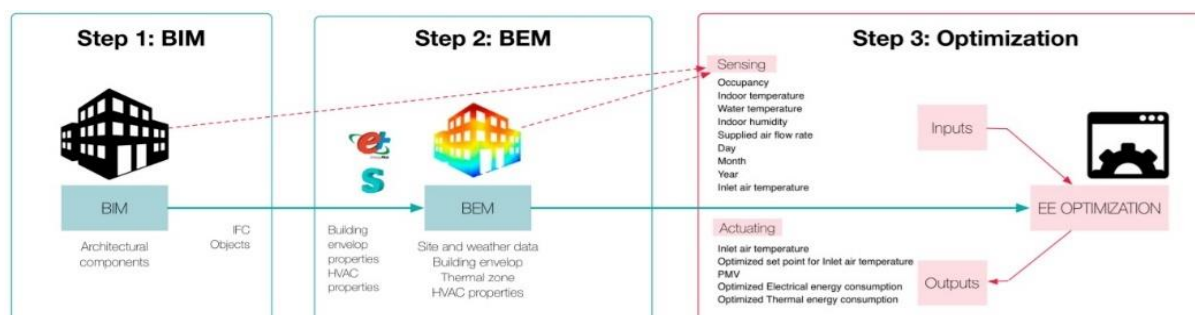 Step 1: BIM
BIM
Architectural
components
IFC
Objects
Step 2: BEM
Building
envelop
properties
HVAC
properties
BEM
Site and weather data
Building envelop
Thermal zone
HVAC properties
Step 3: Optimization
Sensing
Occupancy
Indoor temperature
Water temperature
Indoor humidity
Supplied air flow rate
Day
Month
Year
Inlet air temperature
Inputs
EE OPTIMIZATION
Actuating
Inlet air temperature
Optimized set point for Inlet air temperature
PMV
Optimized Electrical energy consumption
Optimized Thermal energy consumption
Outputs